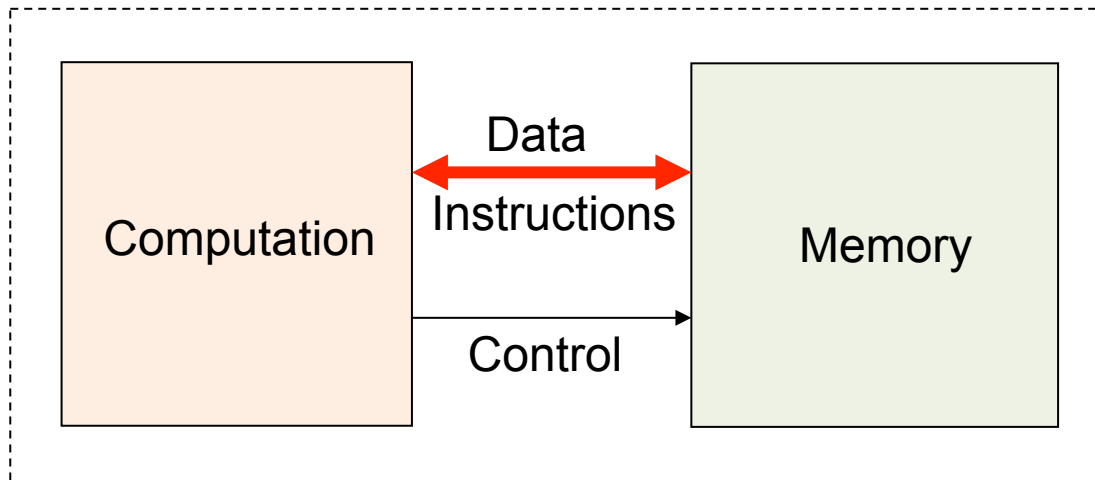 Computation
Data
Instructions
Control
Memory